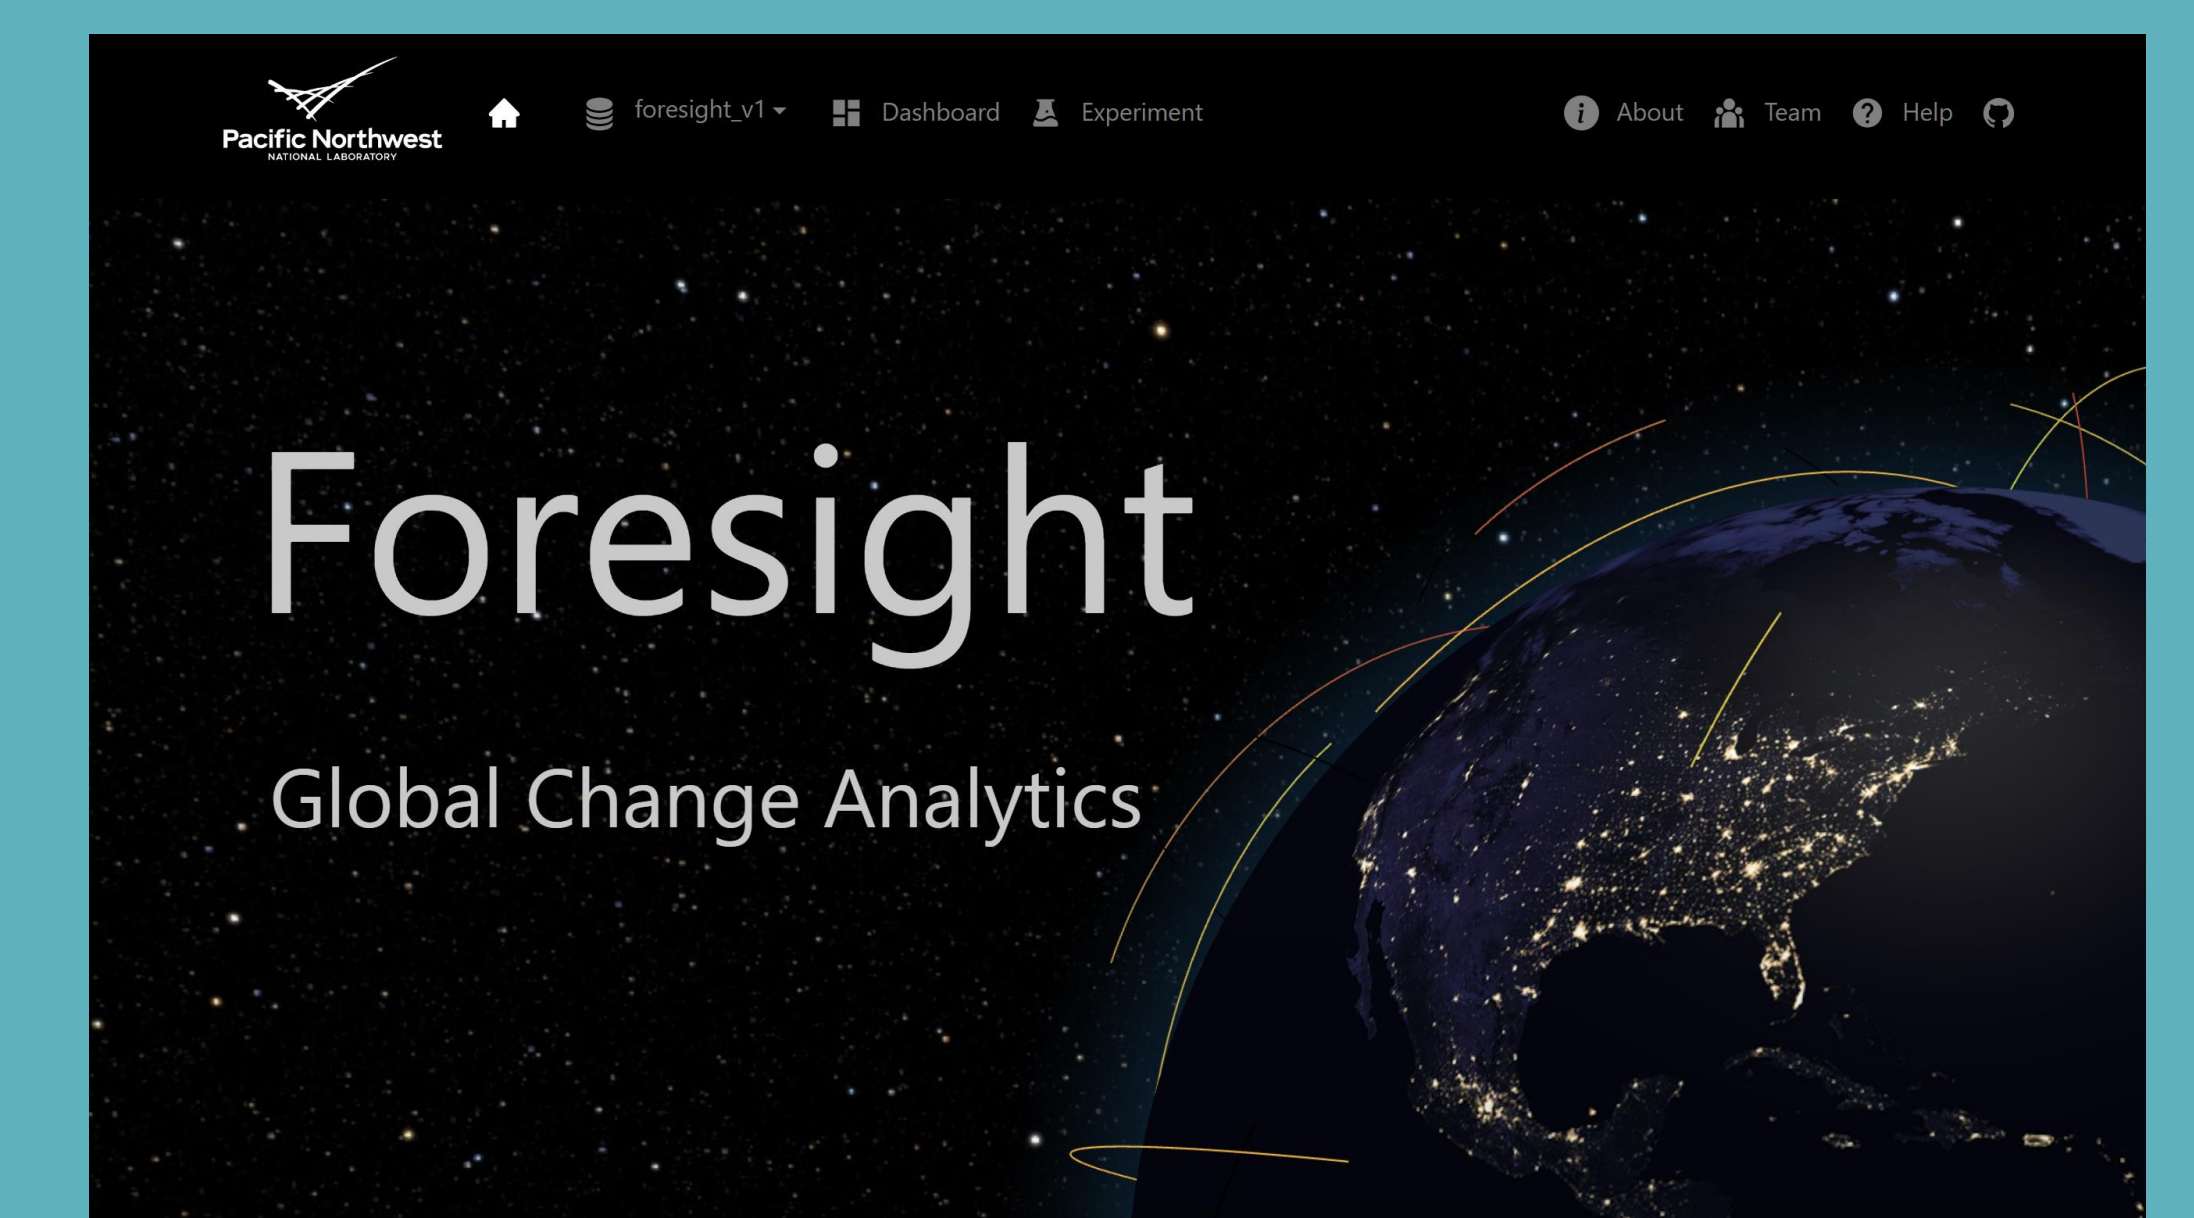 Pacific Northwest
NATIONAL LABORATORY
foresight_v1
Dashboard
Experiment
About
Team
Help
Foresight
Global Change Analytics